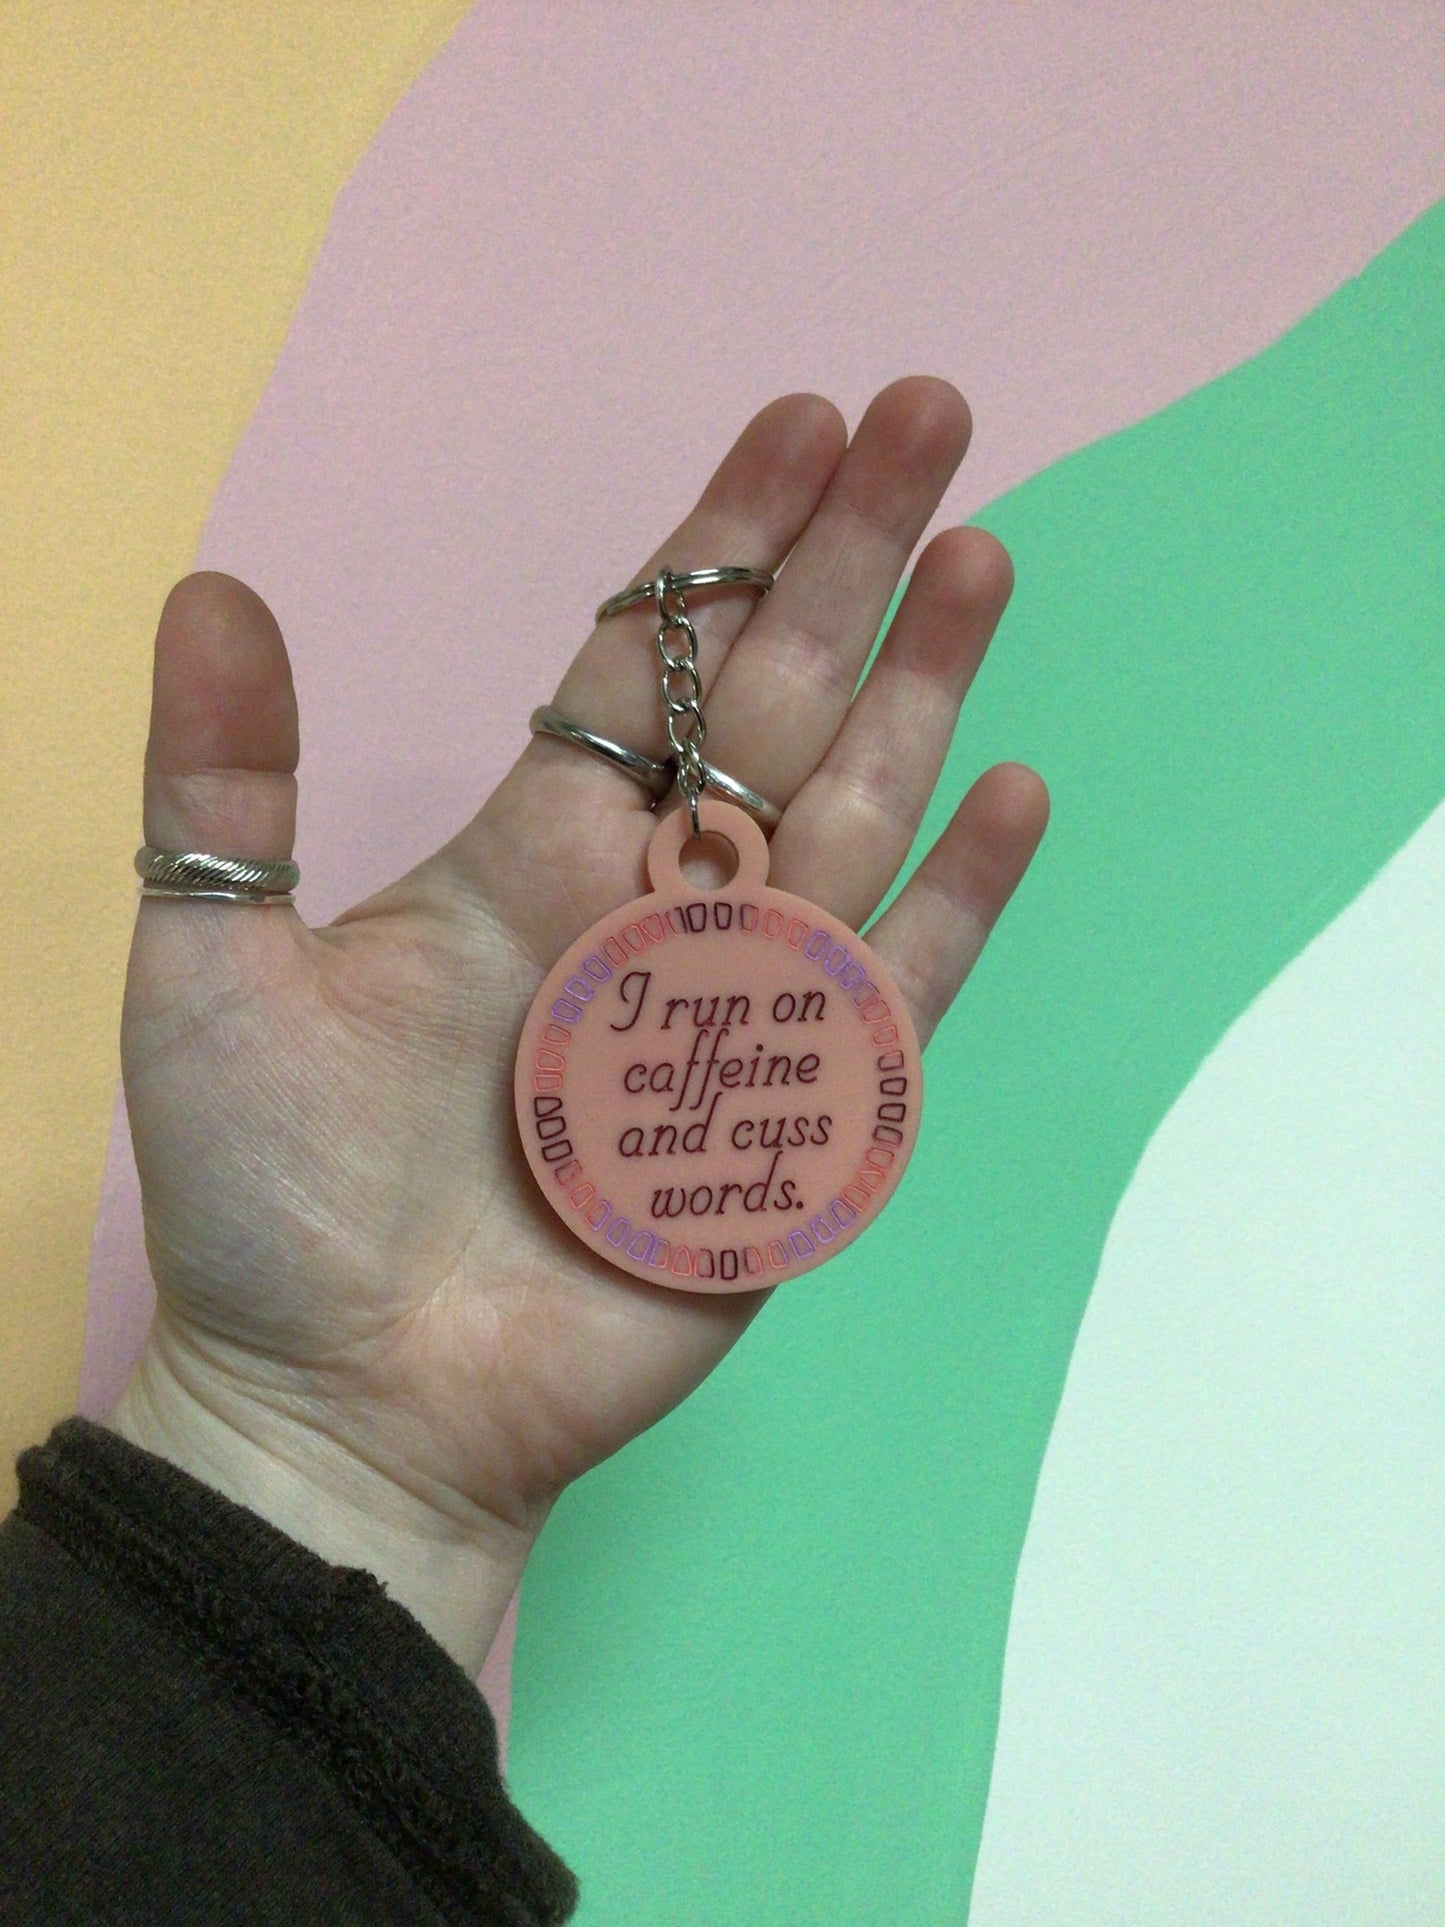 I run on
caffeine
and cuss
words.